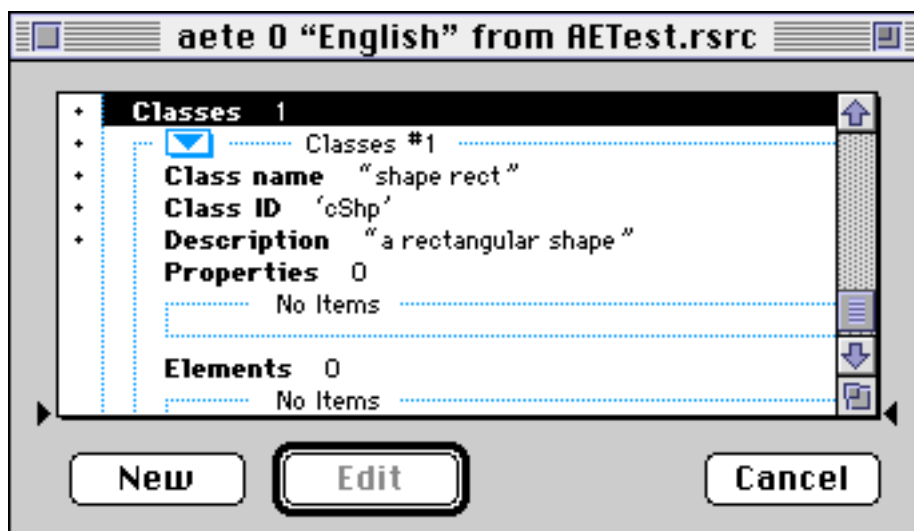 aete 0 “English” from AETest.rsrc
Classes 1
Classes #1
Class name “shape rect”
Class ID ‘cShp’
Description “a rectangular shape”
Properties 0
No Items
Elements 0
No Items
New Edit Cancel